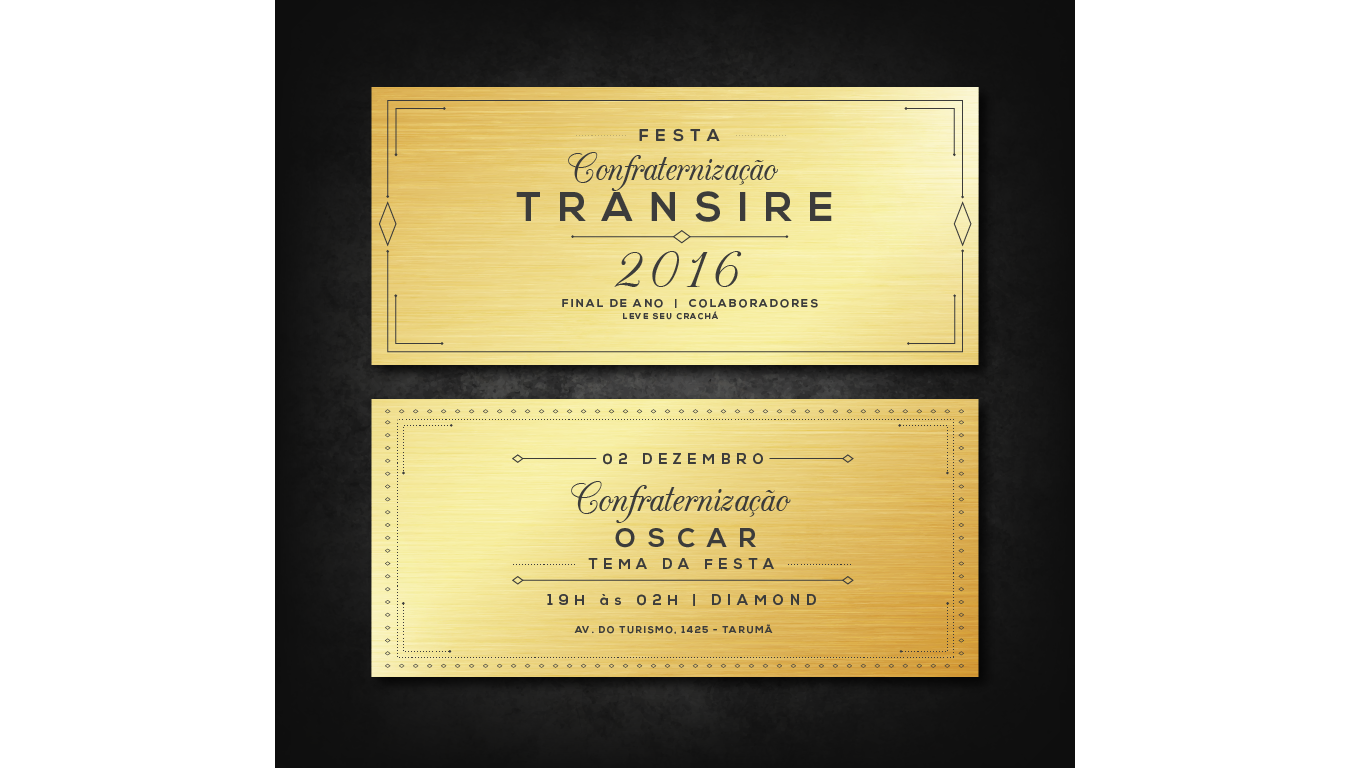 FESTA
Confraternização
TRANSIRE
2016
FINAL DE ANO | COLABORADORES
LEVE SEU CRACHÁ
02 DEZEMBRO
Confraternização
OSCAR
TEMA DA FESTA
19H às 02H | DIAMOND
AV. DO TURISMO, 1425 - TARUMÃ